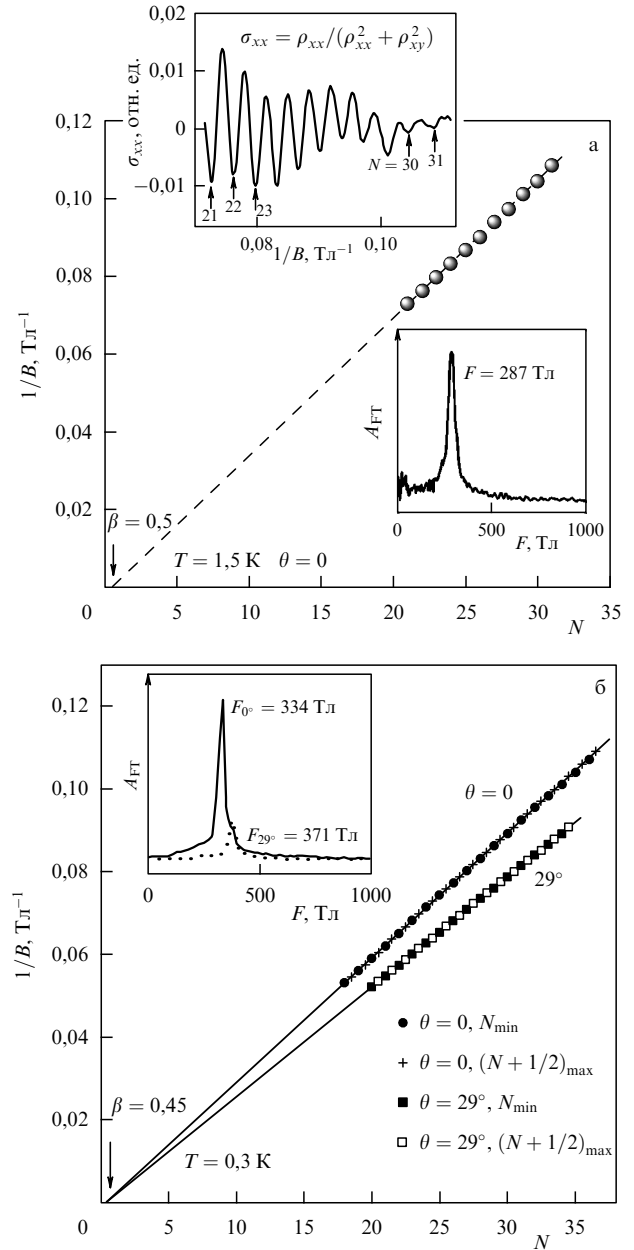 σxx = ρxx/(ρ²xx + ρ²xy)
0,02
0,01
0
−0,01
σxx, отн. ед.
N = 30
31
21
22
23
0,08
0,10
1/B, Тл⁻¹
а
0,12
0,10
0,08
0,06
0,04
0,02
1/B, Тл⁻¹
F = 287 Тл
AFT
0
500
1000
F, Тл
β = 0,5
T = 1,5 К θ = 0
0
5
10
15
20
25
30
35
N
б
0,12
0,10
0,08
0,06
0,04
0,02
1/B, Тл⁻¹
F0° = 334 Тл
F29° = 371 Тл
AFT
0
500
1000
F, Тл
θ = 0
29°
θ = 0, Nmin
θ = 0, (N + 1/2)max
θ = 29°, Nmin
θ = 29°, (N + 1/2)max
β = 0,45
T = 0,3 К
0
5
10
15
20
25
30
35
N